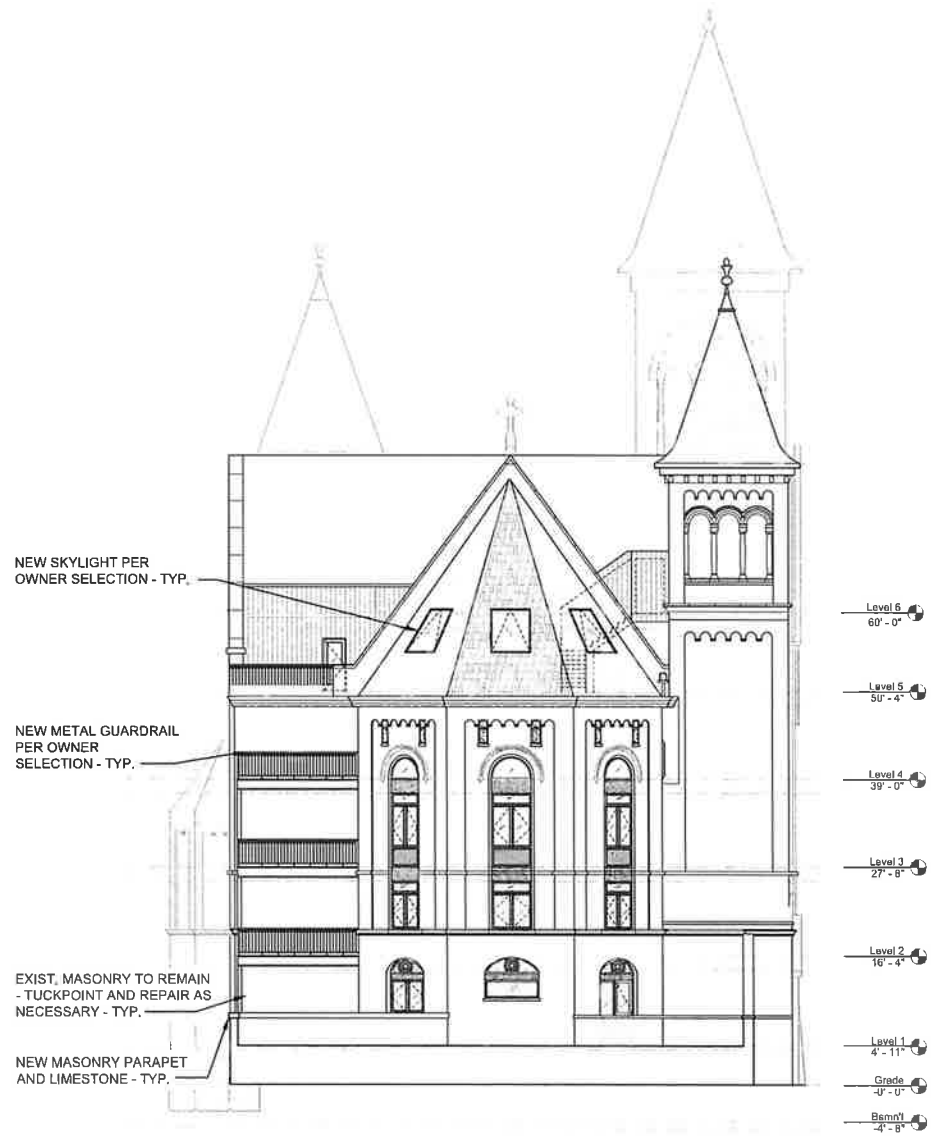 NEW SKYLIGHT PER
OWNER SELECTION - TYP.
Level 6
60' - 0"
Level 5
50' - 4"
NEW METAL GUARDRAIL
PER OWNER
SELECTION - TYP.
Level 4
39' - 0"
Level 3
27' - 8"
Level 2
16' - 4"
EXIST. MASONRY TO REMAIN
- TUCKPOINT AND REPAIR AS
NECESSARY - TYP.
Level 1
4' - 11"
NEW MASONRY PARAPET
AND LIMESTONE - TYP.
Grade
-0' - 0"
Bsmn't
-4' - 8"